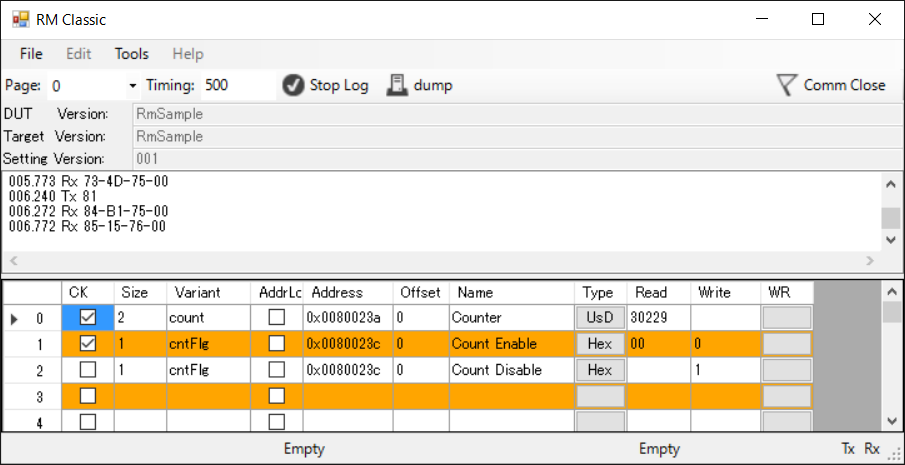 RM Classic
File Edit Tools Help
Page: 0 Timing: 500 Stop Log dump Comm Close
DUT Version: RmSample
Target Version: RmSample
Setting Version: 001
005.773 Rx 73-4D-75-00
006.240 Tx 81
006.272 Rx 84-B1-75-00
006.772 Rx 85-15-76-00
CK Size Variant AddrLc Address Offset Name Type Read Write WR
0 2 count 0x0080023a 0 Counter UsD 30229
1 1 cntFlg 0x0080023c 0 Count Enable Hex 00 0
2 1 cntFlg 0x0080023c 0 Count Disable Hex 1
3
4
Empty Empty Tx Rx